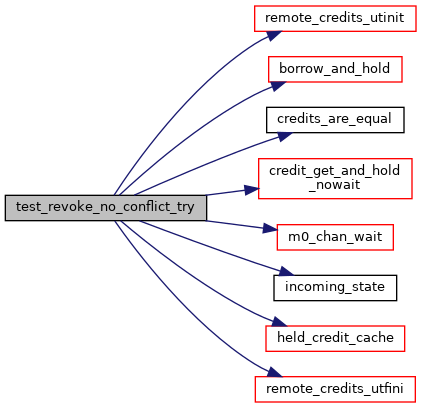 remote_credits_utinit
borrow_and_hold
credits_are_equal
credit_get_and_hold
_nowait
test_revoke_no_conflict_try
m0_chan_wait
incoming_state
held_credit_cache
remote_credits_utfini